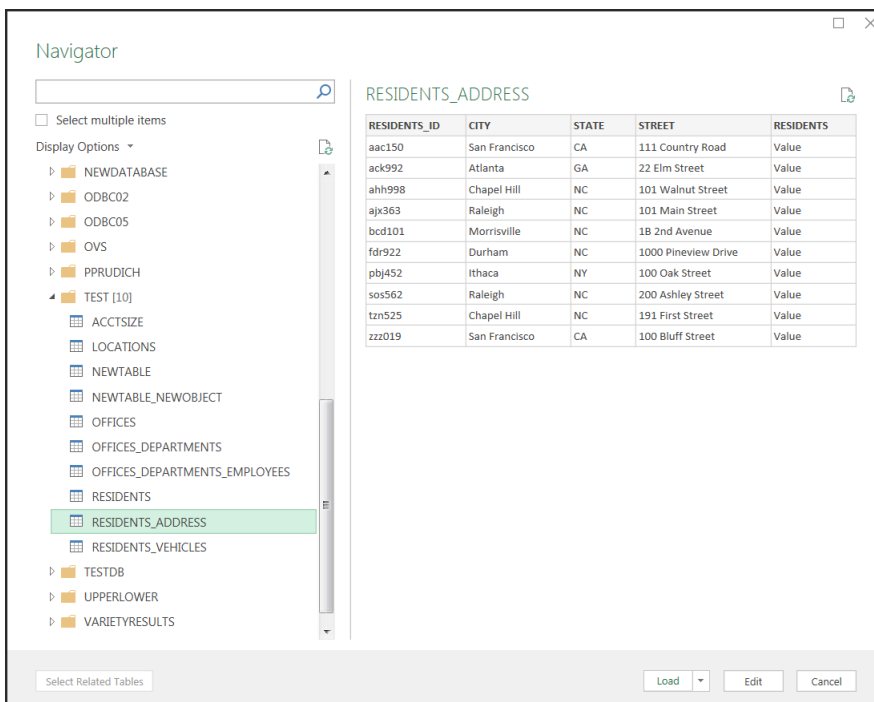 Navigator
Select multiple items
Display Options
NEWDATABASE
ODBC02
ODBC05
OVS
PPRUDICH
TEST [10]
ACCTSIZE
LOCATIONS
NEWTABLE
NEWTABLE_NEWOBJECT
OFFICES
OFFICES_DEPARTMENTS
OFFICES_DEPARTMENTS_EMPLOYEES
RESIDENTS
RESIDENTS_ADDRESS
RESIDENTS_VEHICLES
TESTDB
UPPERLOWER
VARIETYRESULTS
RESIDENTS_ADDRESS
RESIDENTS_ID CITY STATE STREET RESIDENTS
aac150 San Francisco CA 111 Country Road Value
ack992 Atlanta GA 22 Elm Street Value
ahh998 Chapel Hill NC 101 Walnut Street Value
ajx363 Raleigh NC 101 Main Street Value
bcd101 Morrisville NC 1B 2nd Avenue Value
fdr922 Durham NC 1000 Pineview Drive Value
pbj452 Ithaca NY 100 Oak Street Value
sos562 Raleigh NC 200 Ashley Street Value
tzn525 Chapel Hill NC 191 First Street Value
zzz019 San Francisco CA 100 Bluff Street Value
Select Related Tables Load Edit Cancel